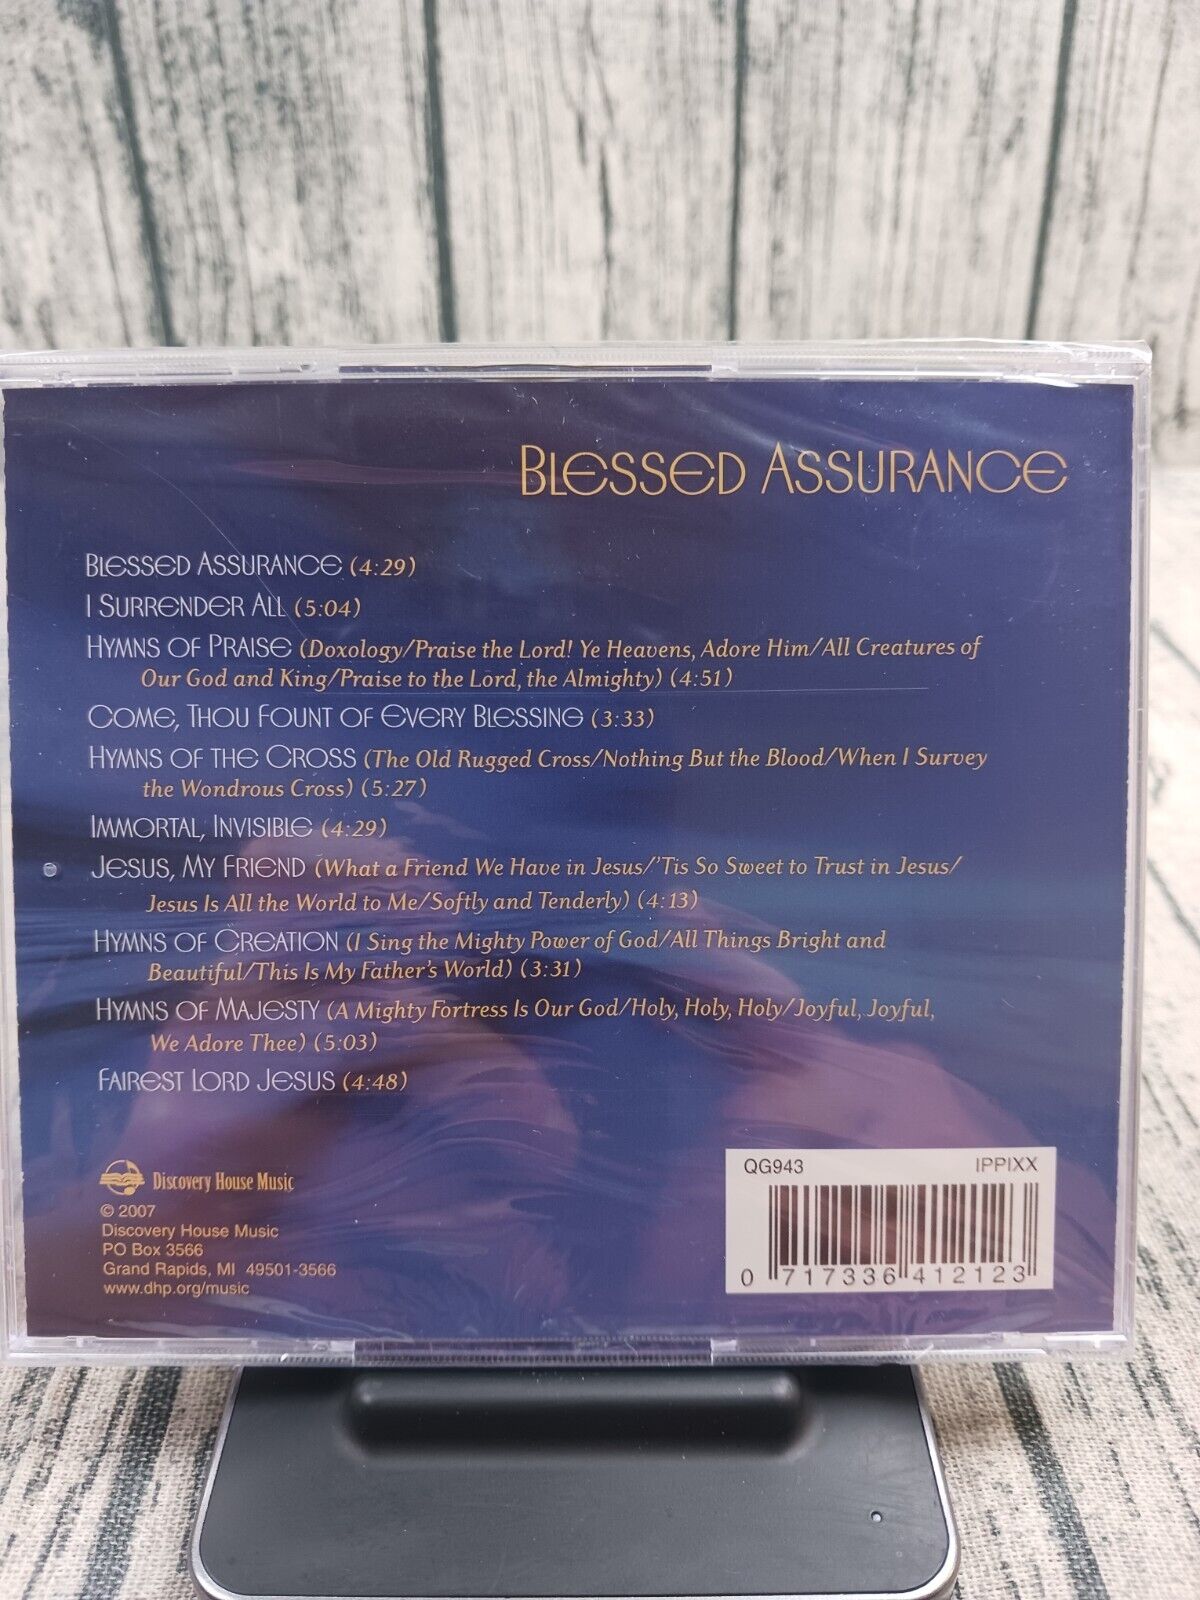 BLESSED ASSURANCE
BLESSED ASSURANCE (4:29)
I SURRENDER ALL (5:04)
HYMNS OF PRAISE (Doxology/Praise the Lord! Ye Heavens, Adore Him/All Creatures of
Our God and King/Praise to the Lord, the Almighty) (4:51)
COME, THOU FOUNT OF EVERY BLESSING (3:33)
HYMNS OF THE CROSS (The Old Rugged Cross/Nothing But the Blood/When I Survey
the Wondrous Cross) (5:27)
IMMORTAL, INVISIBLE (4:29)
JESUS, MY FRIEND (What a Friend We Have in Jesus/'Tis So Sweet to Trust in Jesus/
Jesus Is All the World to Me/Softly and Tenderly) (4:13)
HYMNS OF CREATION (I Sing the Mighty Power of God/All Things Bright and
Beautiful/This Is My Father's World) (3:31)
HYMNS OF MAJESTY (A Mighty Fortress Is Our God/Holy, Holy, Holy/Joyful, Joyful,
We Adore Thee) (5:03)
FAIREST LORD JESUS (4:48)
Discovery House Music
© 2007
Discovery House Music
PO Box 3566
Grand Rapids, MI 49501-3566
www.dhp.org/music
QG943 IPPIXX
0 717336 412123